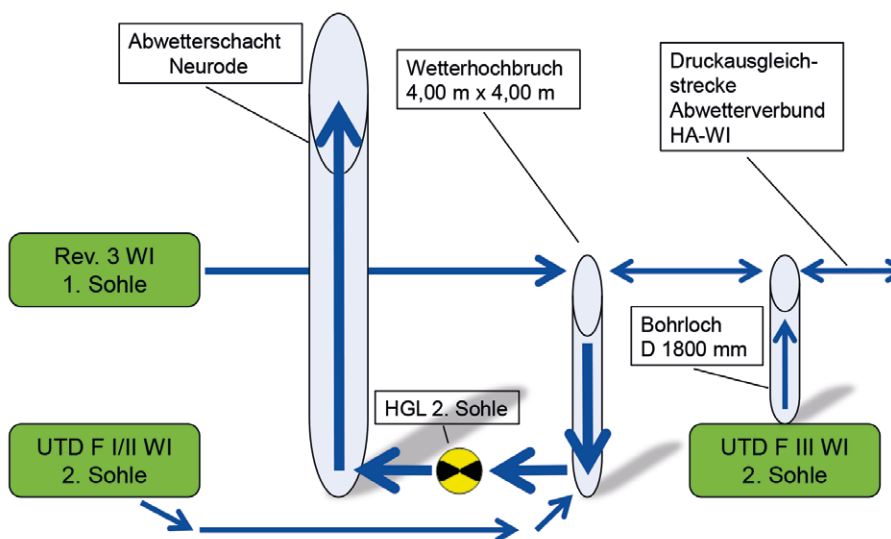 Abwetterschacht
Neurode
Wetterhochbruch
4,00 m x 4,00 m
Druckausgleich-
strecke
Abwetterverbund
HA-WI
Rev. 3 WI
1. Sohle
Bohrloch
D 1800 mm
HGL 2. Sohle
UTD F I/II WI
2. Sohle
UTD F III WI
2. Sohle